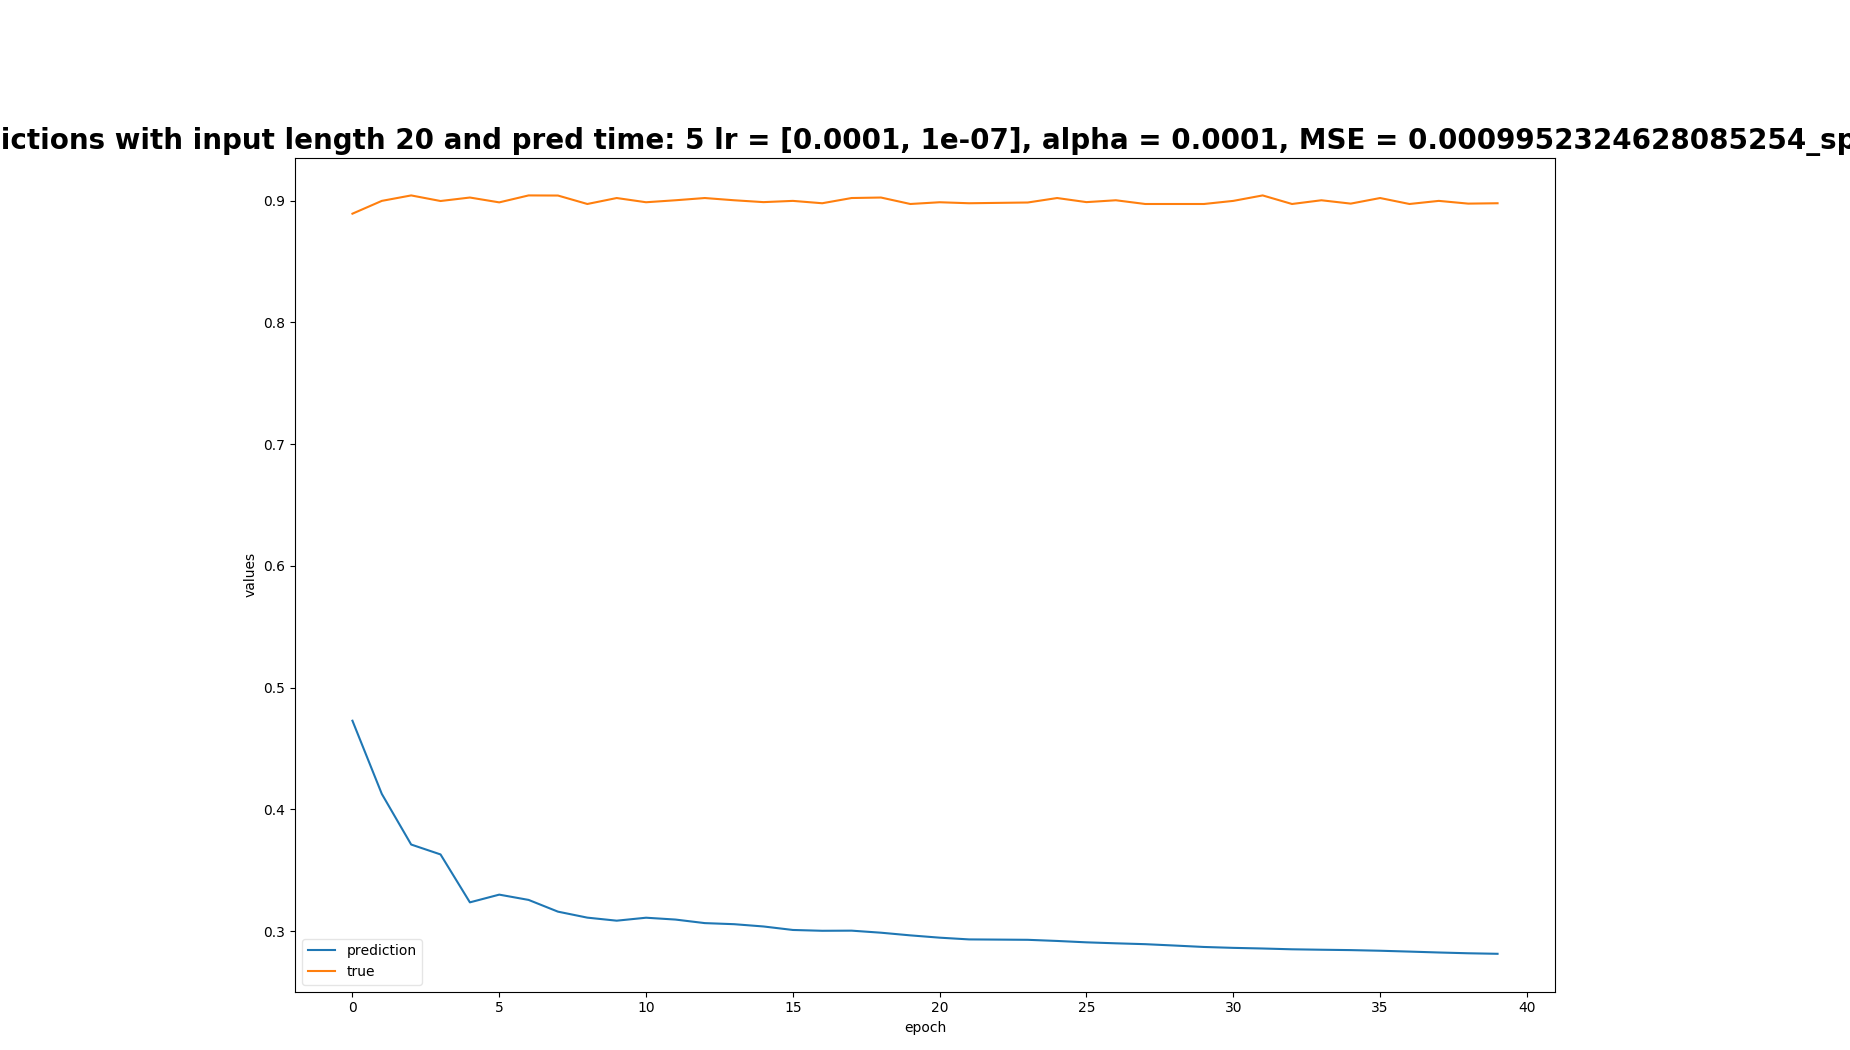 ictions with input length 20 and pred time: 5 lr = [0.0001, 1e-07], alpha = 0.0001, MSE = 0.0009952324628085254_sp
0.9
0.8
0.7
0.6
0.5
0.4
0.3
values
prediction
true
0 5 10 15 20 25 30 35 40
epoch